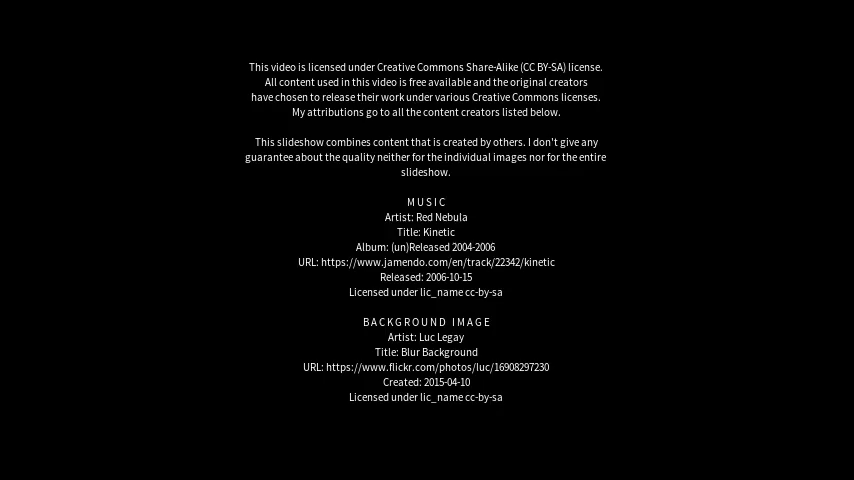 This video is licensed under Creative Commons Share-Alike (CC BY-SA) license.
All content used in this video is free available and the original creators
have chosen to release their work under various Creative Commons licenses.
My attributions go to all the content creators listed below.
This slideshow combines content that is created by others. I don't give any
guarantee about the quality neither for the individual images nor for the entire
slideshow.
MUSIC
Artist: Red Nebula
Title: Kinetic
Album: (un)Released 2004-2006
URL: https://www.jamendo.com/en/track/22342/kinetic
Released: 2006-10-15
Licensed under lic_name cc-by-sa
BACKGROUND IMAGE
Artist: Luc Legay
Title: Blur Background
URL: https://www.flickr.com/photos/luc/16908297230
Created: 2015-04-10
Licensed under lic_name cc-by-sa